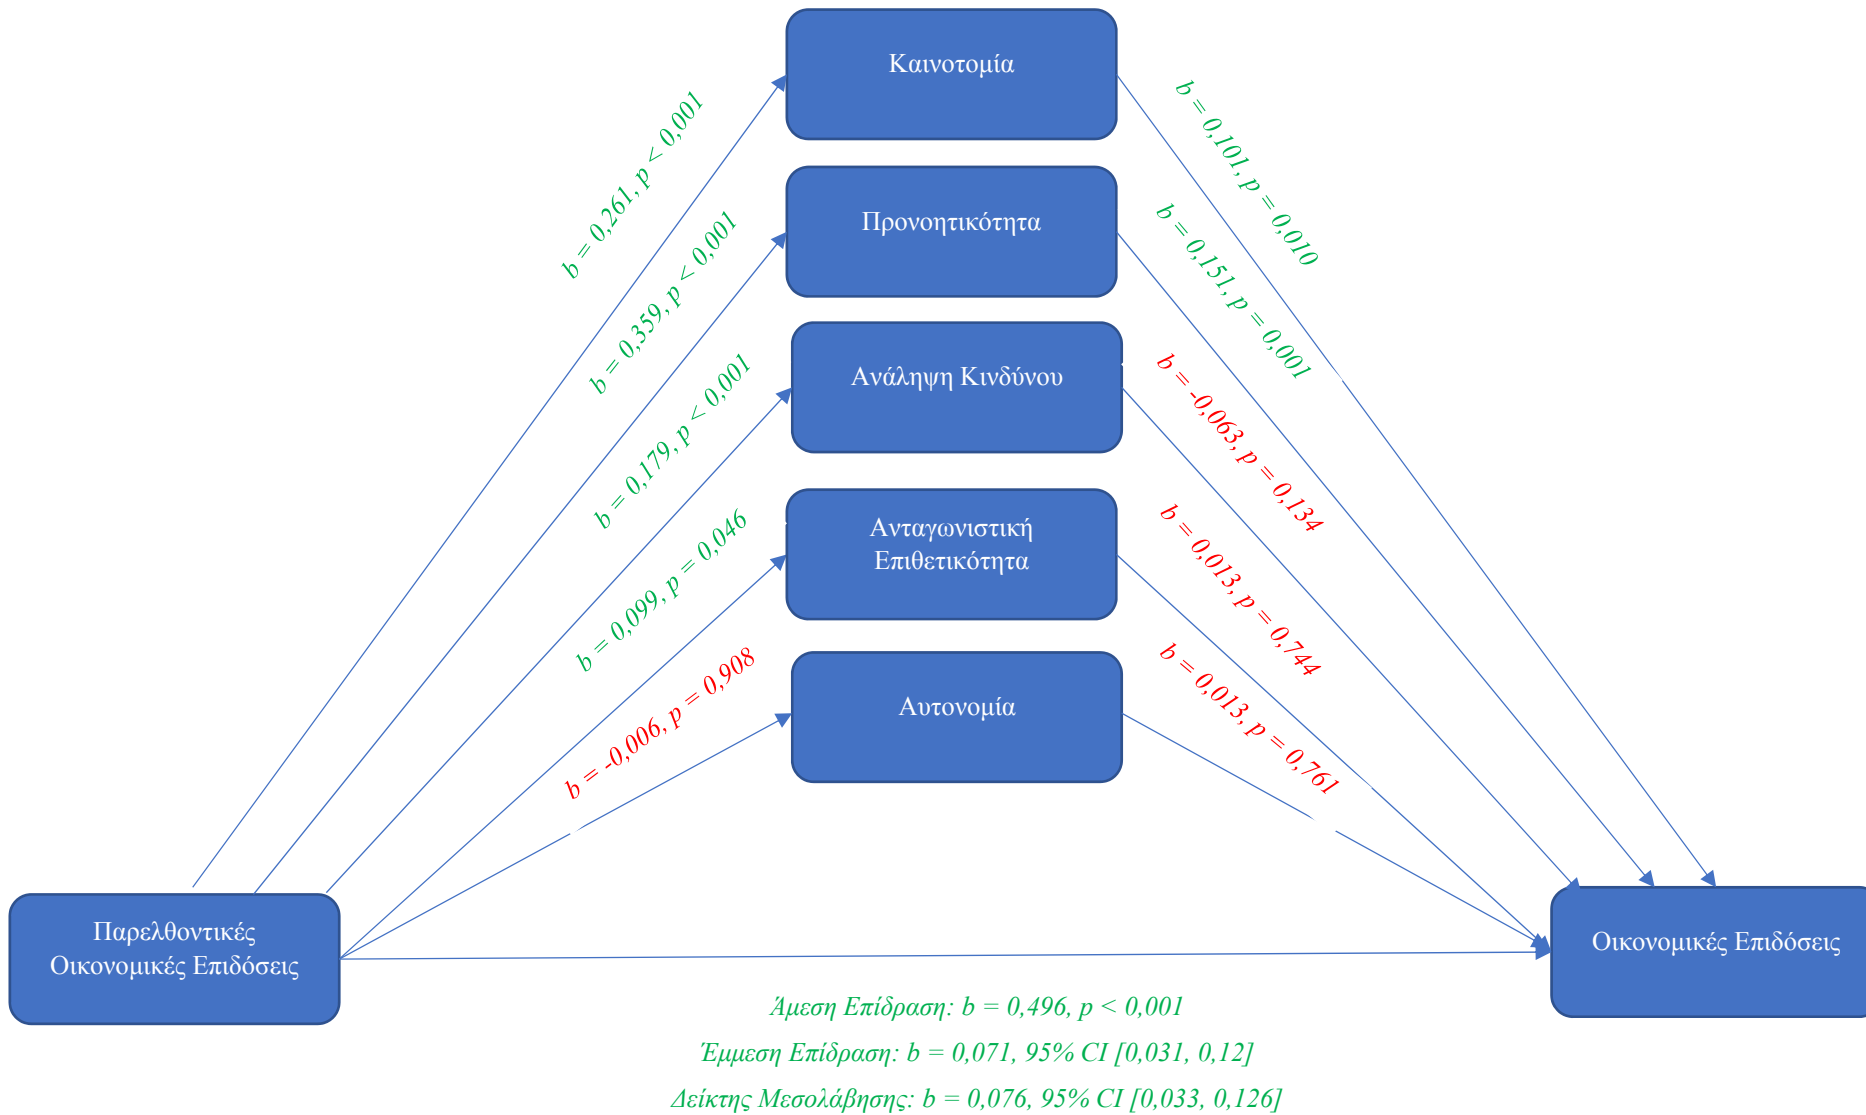 Καινοτομία
b = 0,261, p < 0,001
b = 0,101, p = 0,010
Προνοητικότητα
b = 0,359, p < 0,001
b = 0,151, p = 0,001
Ανάληψη Κινδύνου
b = 0,179, p < 0,001
b = -0,063, p = 0,134
Ανταγωνιστική
Επιθετικότητα
b = 0,099, p = 0,046
b = 0,013, p = 0,744
Αυτονομία
b = -0,006, p = 0,908
b = 0,013, p = 0,761
Παρελθοντικές
Οικονομικές Επιδόσεις
Οικονομικές Επιδόσεις
Άμεση Επίδραση: b = 0,496, p < 0,001
Έμμεση Επίδραση: b = 0,071, 95% CI [0,031, 0,12]
Δείκτης Μεσολάβησης: b = 0,076, 95% CI [0,033, 0,126]